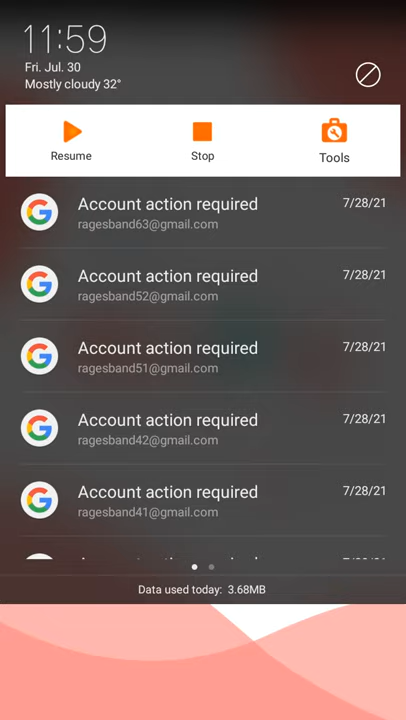 11:59
Fri. Jul. 30
Mostly cloudy 32°
Resume
Stop
Tools
Account action required
7/28/21
ragesband63@gmail.com
Account action required
7/28/21
ragesband52@gmail.com
Account action required
7/28/21
ragesband51@gmail.com
Account action required
7/28/21
ragesband42@gmail.com
Account action required
7/28/21
ragesband41@gmail.com
Data used today: 3.68MB